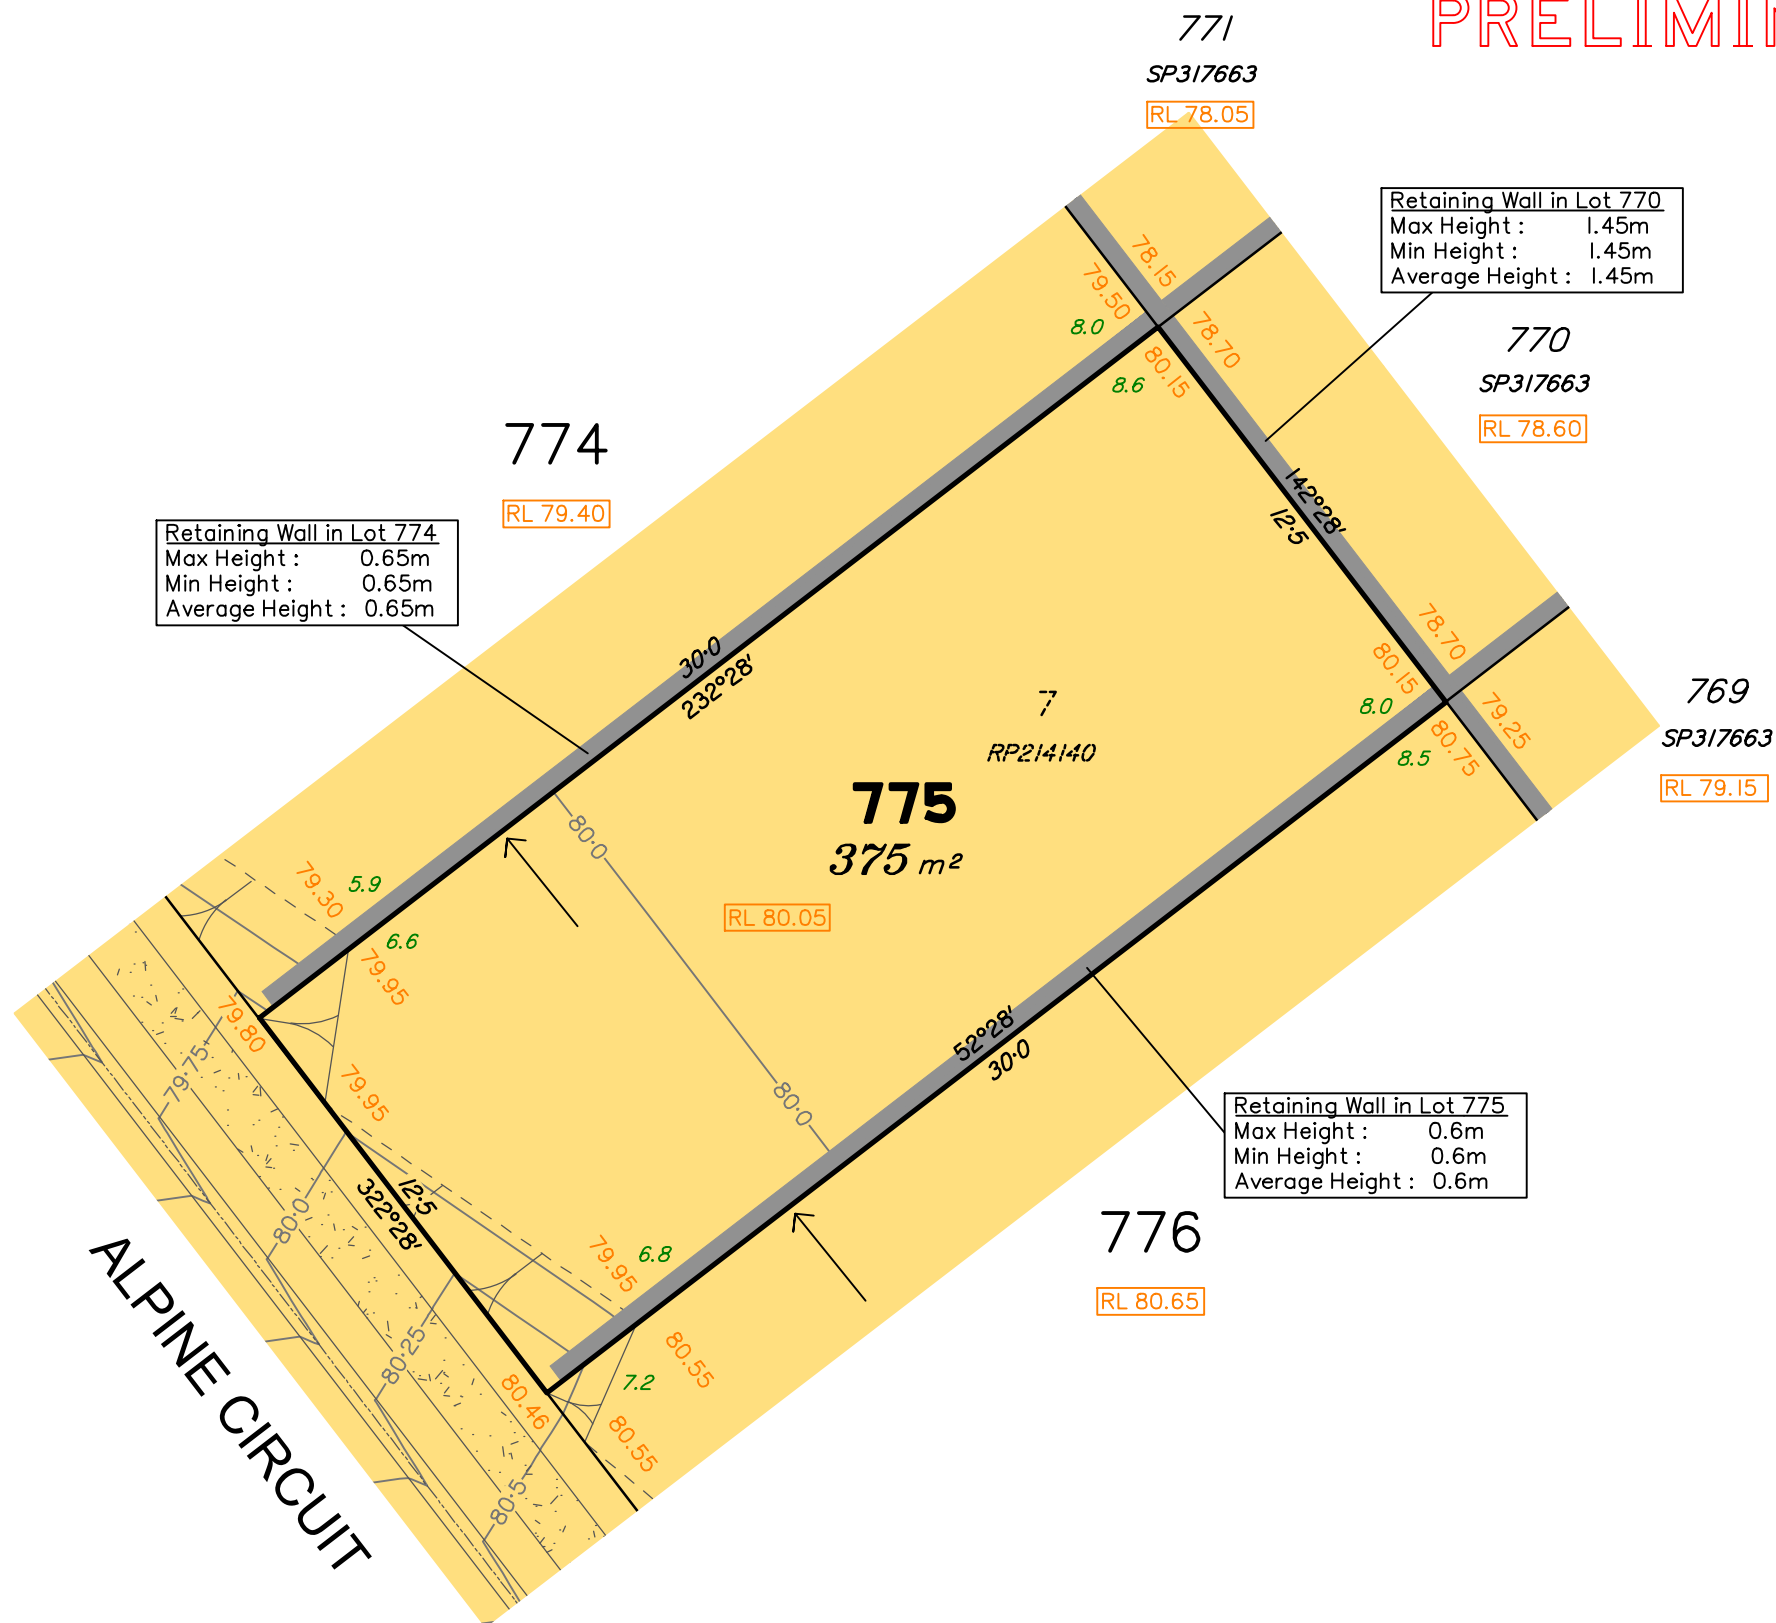 PRELIMIN
771
SP317663
RL 78.05
Retaining Wall in Lot 770
Max Height : 1.45m
Min Height : 1.45m
Average Height : 1.45m
78.15
79.50
8.0
78.70
80.15
8.6
770
SP317663
RL 78.60
774
RL 79.40
Retaining Wall in Lot 774
Max Height : 0.65m
Min Height : 0.65m
Average Height : 0.65m
142°28'
12·5
30·0
232°28'
78.70
80.15
8.0
79.25
80.75
8.5
769
SP317663
RL 79.15
7
RP214140
775
375 m²
RL 80.05
80·0
79.30
5.9
6.6
79.95
79.80
79·75
79.95
80·0
52°28'
30·0
Retaining Wall in Lot 775
Max Height : 0.6m
Min Height : 0.6m
Average Height : 0.6m
12·5
322°28'
80·0
776
RL 80.65
79.95
6.8
80·25
80.55
7.2
80.46
80.55
80·5
ALPINE CIRCUIT